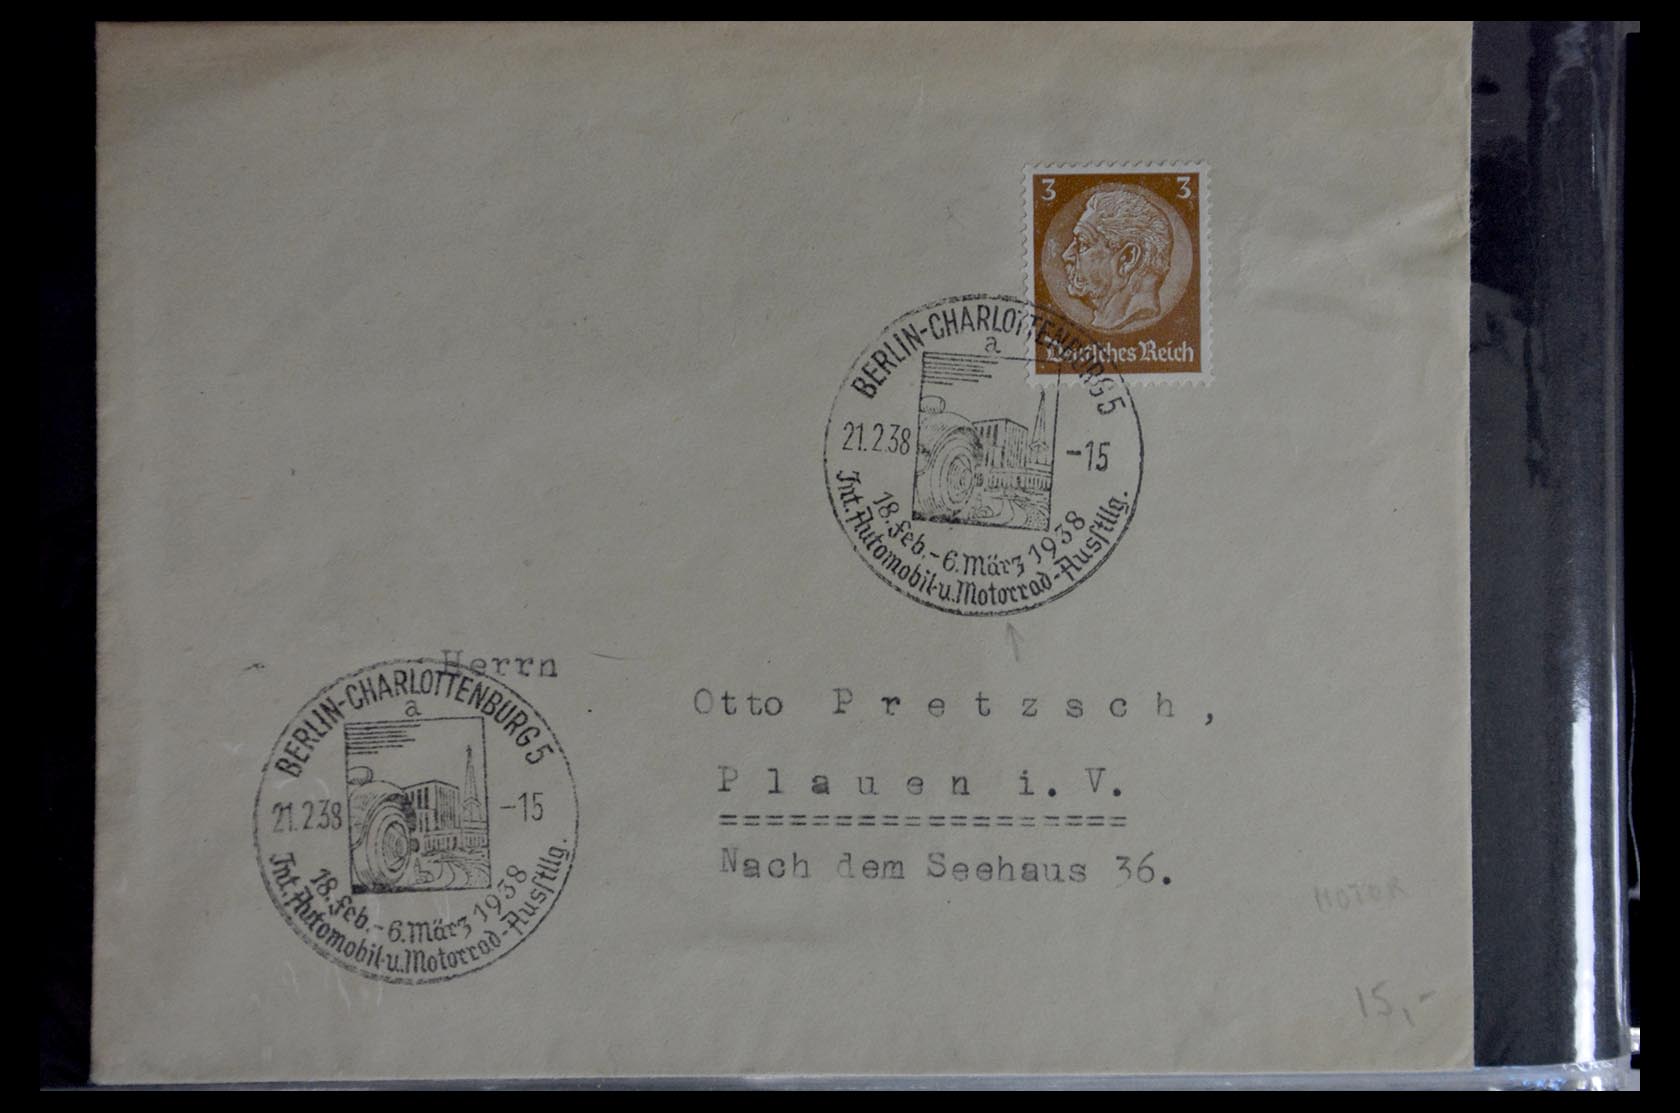 3 3
Deutsches Reich
BERLIN-CHARLOTTENBURG 5
a
21.2.38 -15
18. Feb. - 6. März 1938
Int. Automobil- u. Motorrad-Ausstllg.
Herrn
Otto Pretzsch,
Plauen i. V.
==================
Nach dem Seehaus 36.
BERLIN-CHARLOTTENBURG 5
a
21.2.38 -15
18. Feb. - 6. März 1938
Int. Automobil- u. Motorrad-Ausstllg.
MOTOR
15,-